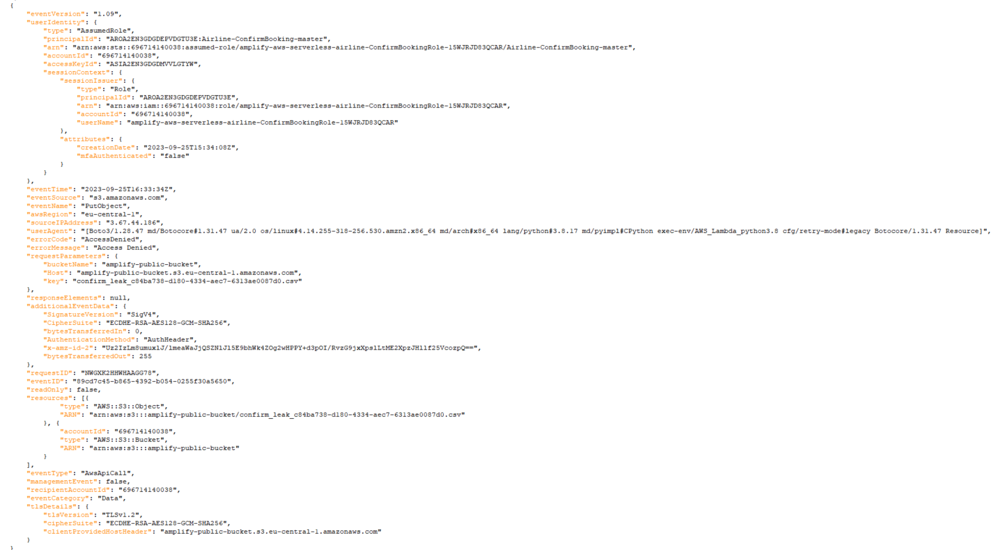 {
"eventVersion": "1.09",
"userIdentity": {
"type": "AssumedRole",
"principalId": "AROA2EN3GDGDEPVDGTU3E:Airline-ConfirmBooking-master",
"arn": "arn:aws:sts::696714140038:assumed-role/amplify-aws-serverless-airline-ConfirmBookingRole-15WJRJD83QCAR/Airline-ConfirmBooking-master",
"accountId": "696714140038",
"accessKeyId": "ASIA2EN3GDGDMVVLGTYW",
"sessionContext": {
"sessionIssuer": {
"type": "Role",
"principalId": "AROA2EN3GDGDEPVDGTU3E",
"arn": "arn:aws:iam::696714140038:role/amplify-aws-serverless-airline-ConfirmBookingRole-15WJRJD83QCAR",
"accountId": "696714140038",
"userName": "amplify-aws-serverless-airline-ConfirmBookingRole-15WJRJD83QCAR"
},
"attributes": {
"creationDate": "2023-09-25T15:34:08Z",
"mfaAuthenticated": "false"
}
}
},
"eventTime": "2023-09-25T16:33:34Z",
"eventSource": "s3.amazonaws.com",
"eventName": "PutObject",
"awsRegion": "eu-central-1",
"sourceIPAddress": "3.67.44.186",
"userAgent": "[Boto3/1.28.47 md/Botocore#1.31.47 ua/2.0 os/linux#4.14.255-318-256.530.amzn2.x86_64 md/arch#x86_64 lang/python#3.8.17 md/pyimpl#CPython exec-env/AWS_Lambda_python3.8 cfg/retry-mode#legacy Botocore/1.31.47 Resource]",
"errorCode": "AccessDenied",
"errorMessage": "Access Denied",
"requestParameters": {
"bucketName": "amplify-public-bucket",
"Host": "amplify-public-bucket.s3.eu-central-1.amazonaws.com",
"key": "confirm_leak_c84ba738-d180-4334-aec7-6313ae0087d0.csv"
},
"responseElements": null,
"additionalEventData": {
"SignatureVersion": "SigV4",
"CipherSuite": "ECDHE-RSA-AES128-GCM-SHA256",
"bytesTransferredIn": 0,
"AuthenticationMethod": "AuthHeader",
"x-amz-id-2": "Uz2IzLm8umux1J/1meaWaJjQSZNlJ15E9bhWk4ZOg2wHPPY+d3pOI/RvzG9jxXps1LtME2XpzJH11f25VcozpQ==",
"bytesTransferredOut": 255
},
"requestID": "NWGXK2HHWHAAGG78",
"eventID": "89cd7c45-b865-4392-b054-0255f30a5650",
"readOnly": false,
"resources": [{
"type": "AWS::S3::Object",
"ARN": "arn:aws:s3:::amplify-public-bucket/confirm_leak_c84ba738-d180-4334-aec7-6313ae0087d0.csv"
}, {
"accountId": "696714140038",
"type": "AWS::S3::Bucket",
"ARN": "arn:aws:s3:::amplify-public-bucket"
}
],
"eventType": "AwsApiCall",
"managementEvent": false,
"recipientAccountId": "696714140038",
"eventCategory": "Data",
"tlsDetails": {
"tlsVersion": "TLSv1.2",
"cipherSuite": "ECDHE-RSA-AES128-GCM-SHA256",
"clientProvidedHostHeader": "amplify-public-bucket.s3.eu-central-1.amazonaws.com"
}
}